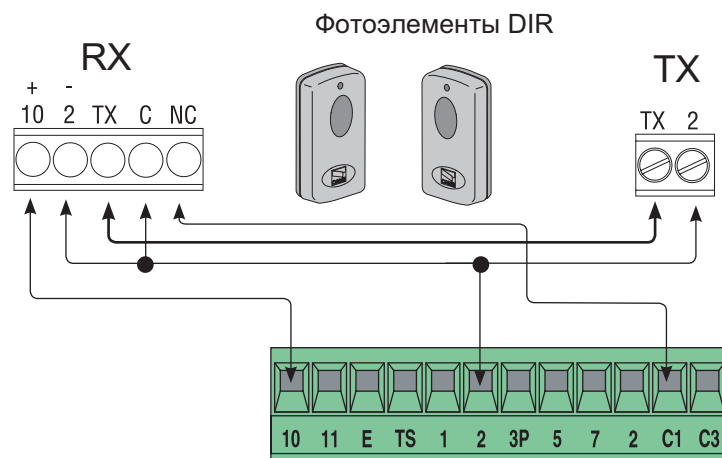 Фотоэлементы DIR
RX
TX
+ -
10 2 TX C NC
TX 2
10 11 E TS 1 2 3P 5 7 2 C1 C3